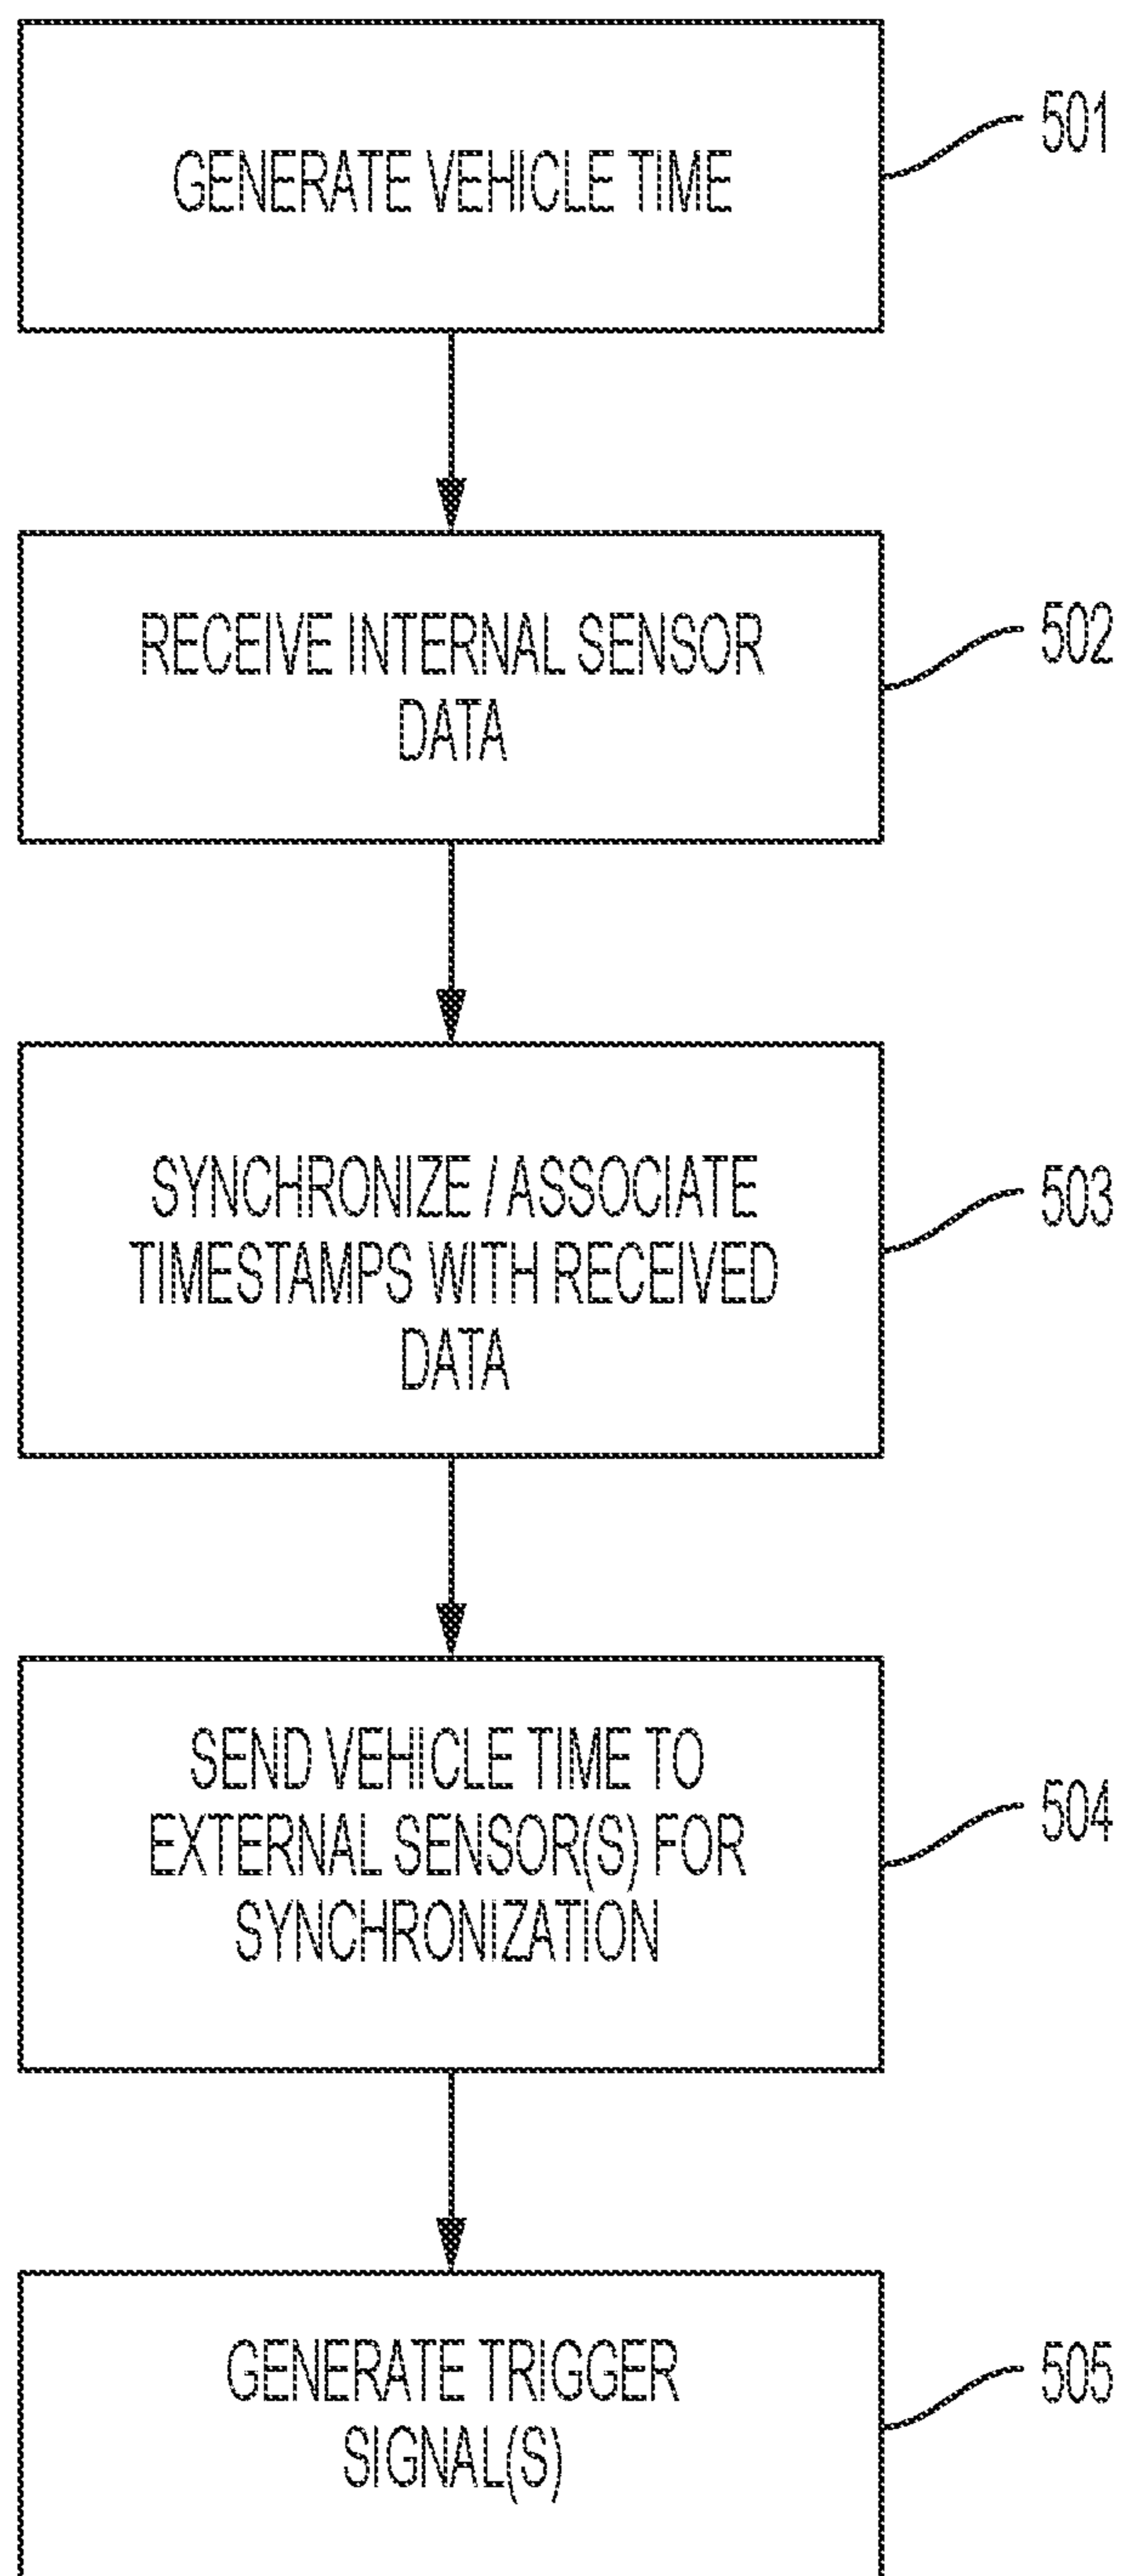 GENERATE VEHICLE TIME
501
RECEIVE INTERNAL SENSOR
DATA
502
SYNCHRONIZE / ASSOCIATE
TIMESTAMPS WITH RECEIVED
DATA
503
SEND VEHICLE TIME TO
EXTERNAL SENSOR(S) FOR
SYNCHRONIZATION
504
GENERATE TRIGGER
SIGNAL(S)
505